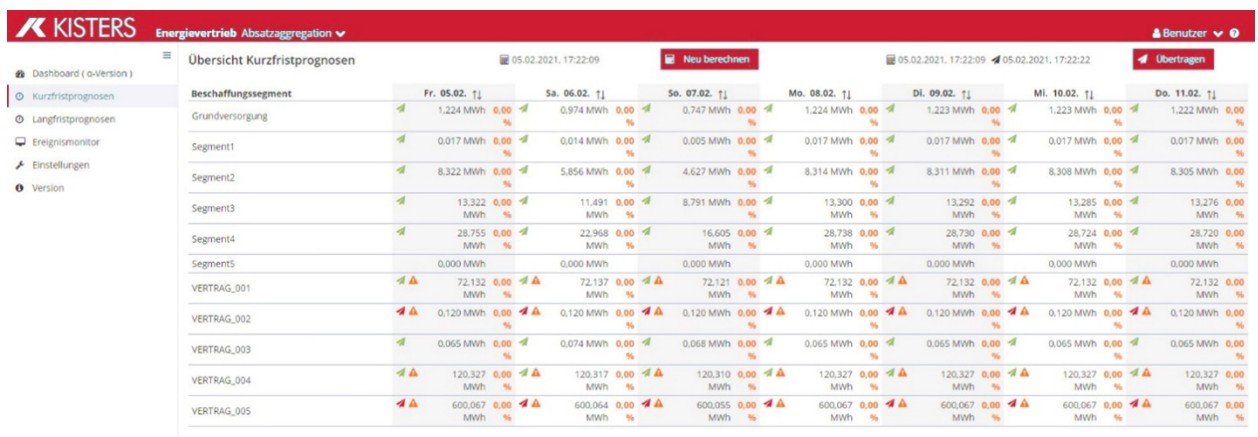 KISTERS Energievertrieb Absatzaggregation Benutzer
Übersicht Kurzfristprognosen 05.02.2021, 17:22:09 Neu berechnen 05.02.2021, 17:22:09 05.02.2021, 17:22:22 Übertragen
Dashboard ( o-Version )
Kurzfristprognosen
Langfristprognosen
Ereignismonitor
Einstellungen
Version
Beschaffungssegment Fr. 05.02. Sa. 06.02. So. 07.02. Mo. 08.02. Di. 09.02. Mi. 10.02. Do. 11.02.
Grundversorgung 1,224 MWh 0,00 0,974 MWh 0,00 0,747 MWh 0,00 1,224 MWh 0,00 1,223 MWh 0,00 1,223 MWh 0,00 1,222 MWh 0,00
% % % % % % %
Segment1 0,017 MWh 0,00 0,014 MWh 0,00 0,005 MWh 0,00 0,017 MWh 0,00 0,017 MWh 0,00 0,017 MWh 0,00 0,017 MWh 0,00
% % % % % % %
Segment2 8,322 MWh 0,00 5,856 MWh 0,00 4,627 MWh 0,00 8,314 MWh 0,00 8,311 MWh 0,00 8,308 MWh 0,00 8,305 MWh 0,00
% % % % % % %
Segment3 13,322 0,00 11,491 0,00 8,791 MWh 0,00 13,300 0,00 13,292 0,00 13,285 0,00 13,276 0,00
MWh % MWh % % MWh % MWh % MWh % MWh %
Segment4 28,755 0,00 22,968 0,00 16,605 0,00 28,738 0,00 28,730 0,00 28,724 0,00 28,720 0,00
MWh % MWh % MWh % MWh % MWh % MWh % MWh %
Segment5 0,000 MWh 0,000 MWh 0,000 MWh 0,000 MWh 0,000 MWh 0,000 MWh 0,000 MWh
VERTRAG_001 72,132 0,00 72,137 0,00 72,121 0,00 72,132 0,00 72,132 0,00 72,132 0,00 72,132 0,00
MWh % MWh % MWh % MWh % MWh % MWh % MWh %
VERTRAG_002 0,120 MWh 0,00 0,120 MWh 0,00 0,120 MWh 0,00 0,120 MWh 0,00 0,120 MWh 0,00 0,120 MWh 0,00 0,120 MWh 0,00
% % % % % % %
VERTRAG_003 0,065 MWh 0,00 0,074 MWh 0,00 0,068 MWh 0,00 0,065 MWh 0,00 0,065 MWh 0,00 0,065 MWh 0,00 0,065 MWh 0,00
% % % % % % %
VERTRAG_004 120,327 0,00 120,317 0,00 120,310 0,00 120,327 0,00 120,327 0,00 120,327 0,00 120,327 0,00
MWh % MWh % MWh % MWh % MWh % MWh % MWh %
VERTRAG_005 600,067 0,00 600,064 0,00 600,055 0,00 600,067 0,00 600,067 0,00 600,067 0,00 600,067 0,00
MWh % MWh % MWh % MWh % MWh % MWh % MWh %